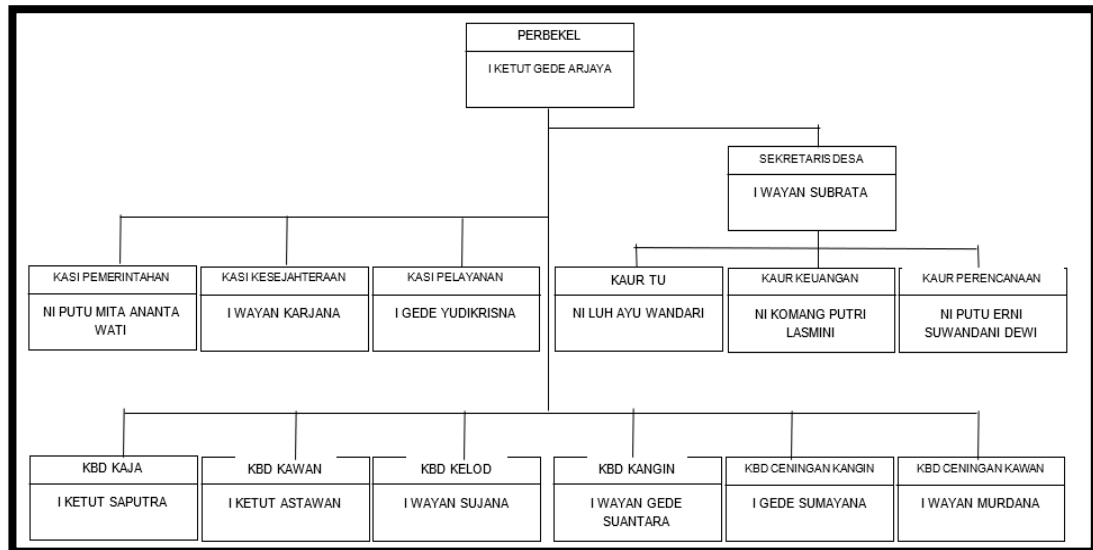 PERBEKEL
I KETUT GEDE ARJAYA
SEKRETARIS DESA
I WAYAN SUBRATA
KASI PEMERINTAHAN
NI PUTU MITA ANANTA
WATI
KASI KESEJAHTERAAN
I WAYAN KARJANA
KASI PELAYANAN
I GEDE YUDIKRISNA
KAUR TU
NI LUH AYU WANDARI
KAUR KEUANGAN
NI KOMANG PUTRI
LASMINI
KAUR PERENCANAAN
NI PUTU ERNI
SUWANDANI DEWI
KBD KAJA
I KETUT SAPUTRA
KBD KAWAN
I KETUT ASTAWAN
KBD KELOD
I WAYAN SUJANA
KBD KANGIN
I WAYAN GEDE
SUANTARA
KBD CENINGAN KANGIN
I GEDE SUMAYANA
KBD CENINGAN KAWAN
I WAYAN MURDANA